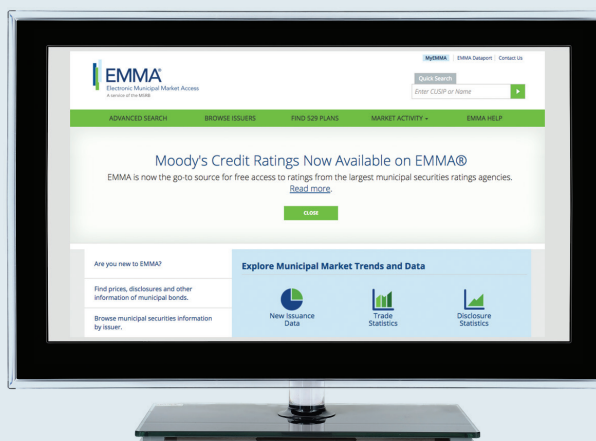 MyEMMA EMMA Dataport Contact Us
EMMA®
Electronic Municipal Market Access
A service of the MSRB
Quick Search
Enter CUSIP or Name
ADVANCED SEARCH BROWSE ISSUERS FIND 529 PLANS MARKET ACTIVITY EMMA HELP
Moody's Credit Ratings Now Available on EMMA®
EMMA is now the go-to source for free access to ratings from the largest municipal securities ratings agencies.
Read more.
CLOSE
Are you new to EMMA?
Find prices, disclosures and other
information of municipal bonds.
Browse municipal securities information
by issuer.
Explore Municipal Market Trends and Data
New Issuance
Data
Trade
Statistics
Disclosure
Statistics